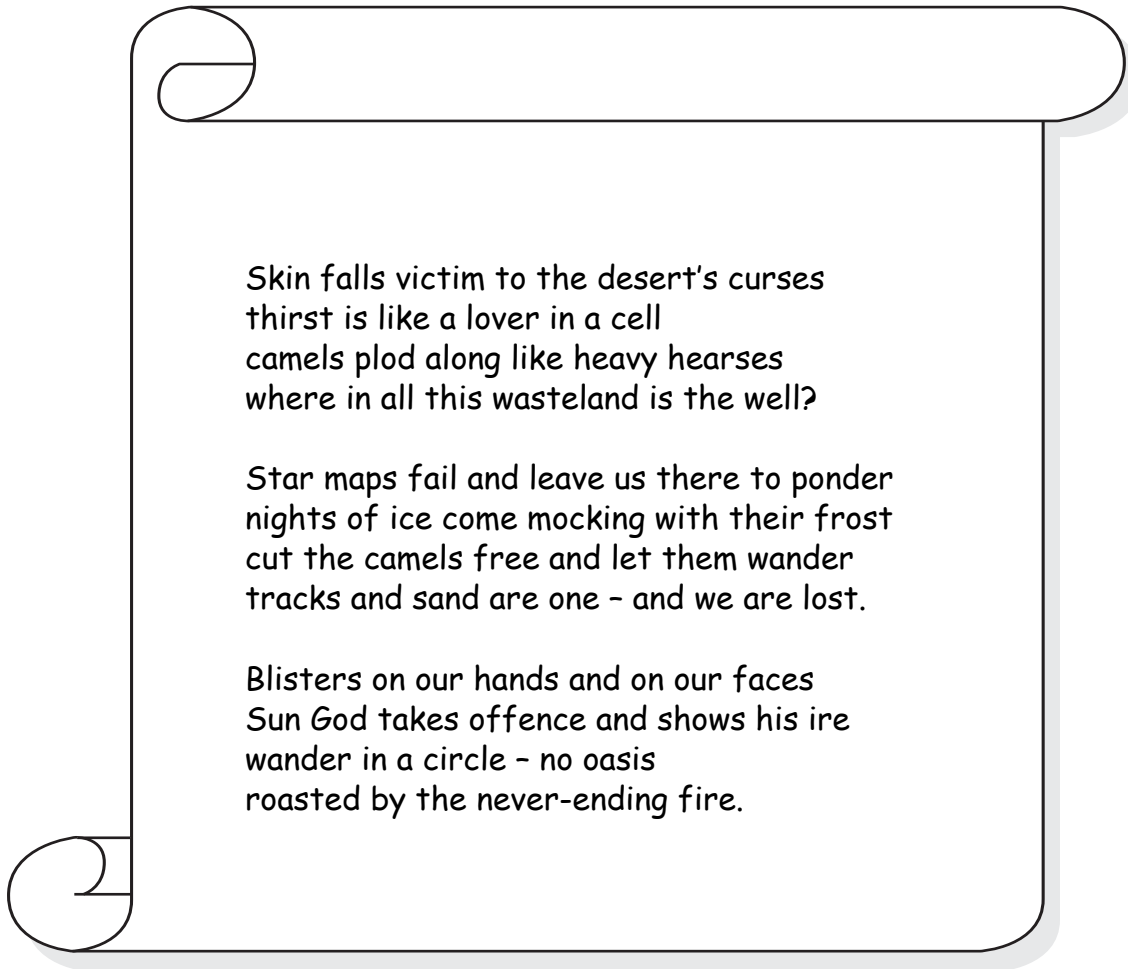 Skin falls victim to the desert’s curses
thirst is like a lover in a cell
camels plod along like heavy hearses
where in all this wasteland is the well?

Star maps fail and leave us there to ponder
nights of ice come mocking with their frost
cut the camels free and let them wander
tracks and sand are one – and we are lost.

Blisters on our hands and on our faces
Sun God takes offence and shows his ire
wander in a circle – no oasis
roasted by the never-ending fire.